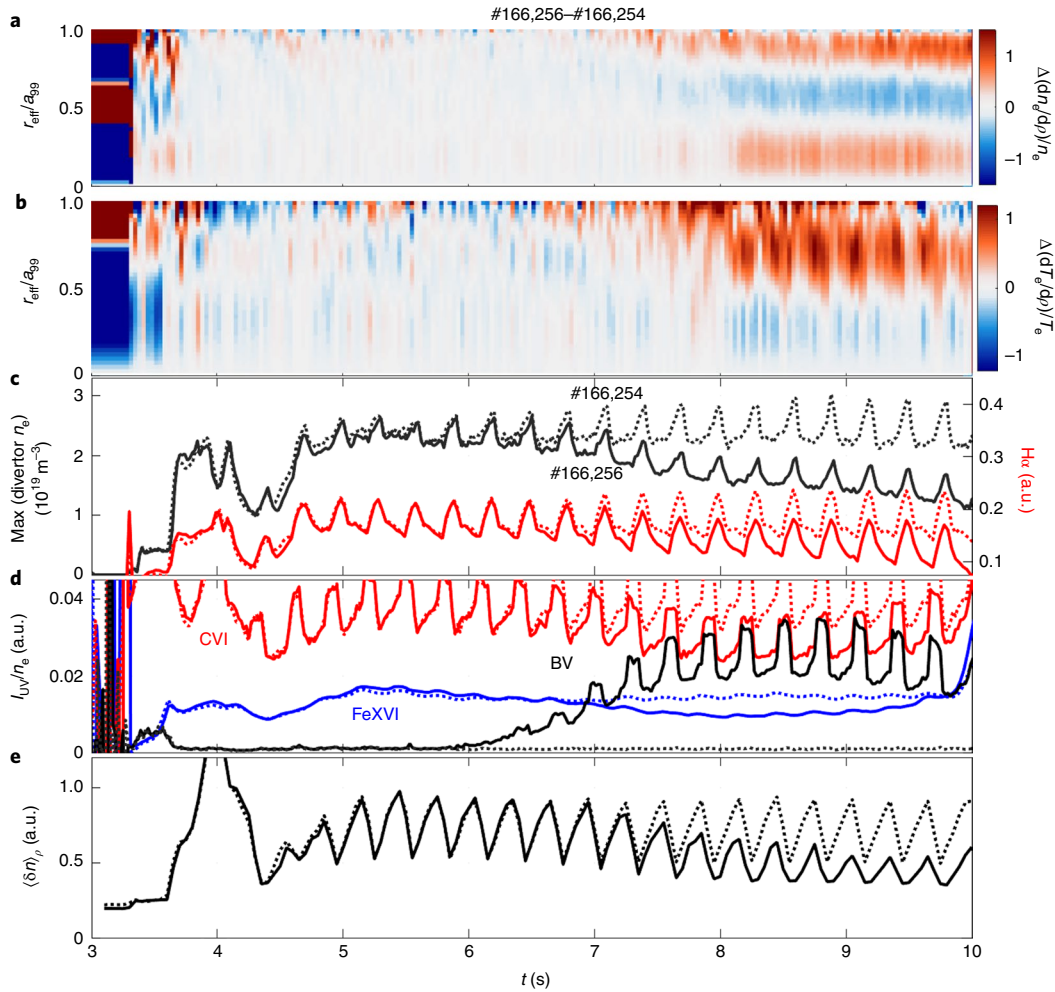 #166,256–#166,254
a
1.0
0.5
0
r_eff/a_99
1
0
−1
Δ(dn_e/dρ)/n_e
b
1.0
0.5
0
r_eff/a_99
1
0
−1
Δ(dT_e/dρ)/T_e
c
3
2
1
0
Max (divertor n_e)
(10^19 m^−3)
#166,254
#166,256
0.4
0.3
0.2
0.1
Hα (a.u.)
d
0.04
0.02
0
I_UV/n_e (a.u.)
CVI
BV
FeXVI
e
1.0
0.5
0
⟨δn⟩_ρ (a.u.)
3 4 5 6 7 8 9 10
t (s)